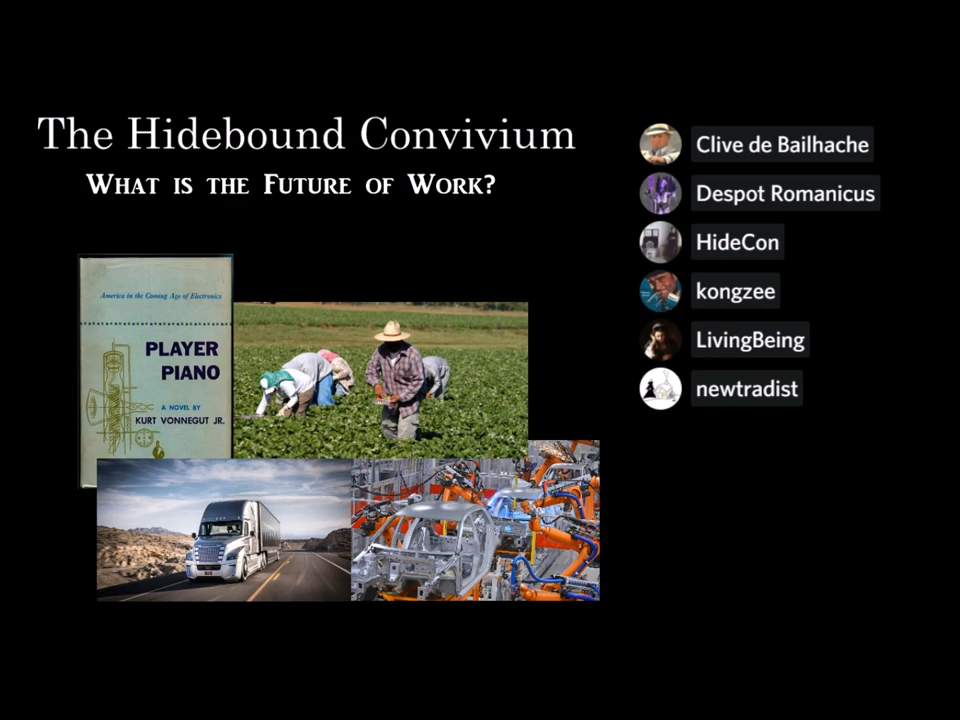 The Hidebound Convivium
What is the Future of Work?
America in the Coming Age of Electronics
PLAYER
PIANO
A NOVEL BY
KURT VONNEGUT JR.
Clive de Bailhache
Despot Romanicus
HideCon
kongzee
LivingBeing
newtradist